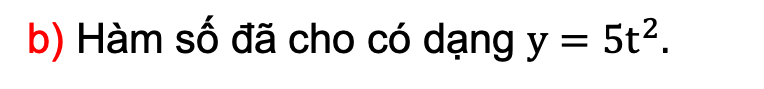 b) Hàm số đã cho có dạng y = 5t².